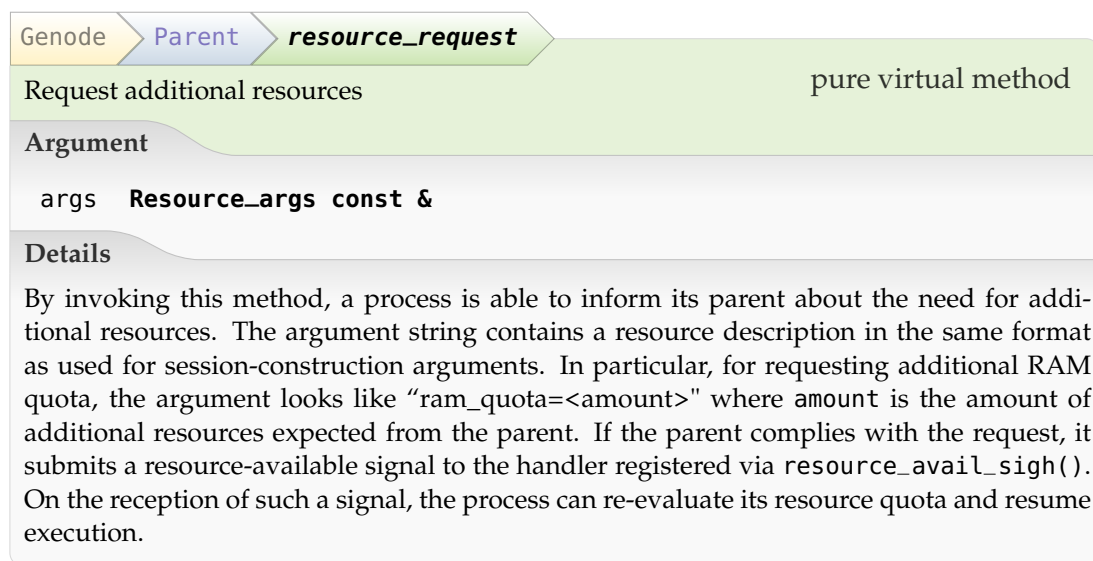 Genode Parent resource_request
Request additional resources pure virtual method
Argument
args Resource_args const &
Details
By invoking this method, a process is able to inform its parent about the need for addi-
tional resources. The argument string contains a resource description in the same format
as used for session-construction arguments. In particular, for requesting additional RAM
quota, the argument looks like “ram_quota=<amount>" where amount is the amount of
additional resources expected from the parent. If the parent complies with the request, it
submits a resource-available signal to the handler registered via resource_avail_sigh().
On the reception of such a signal, the process can re-evaluate its resource quota and resume
execution.